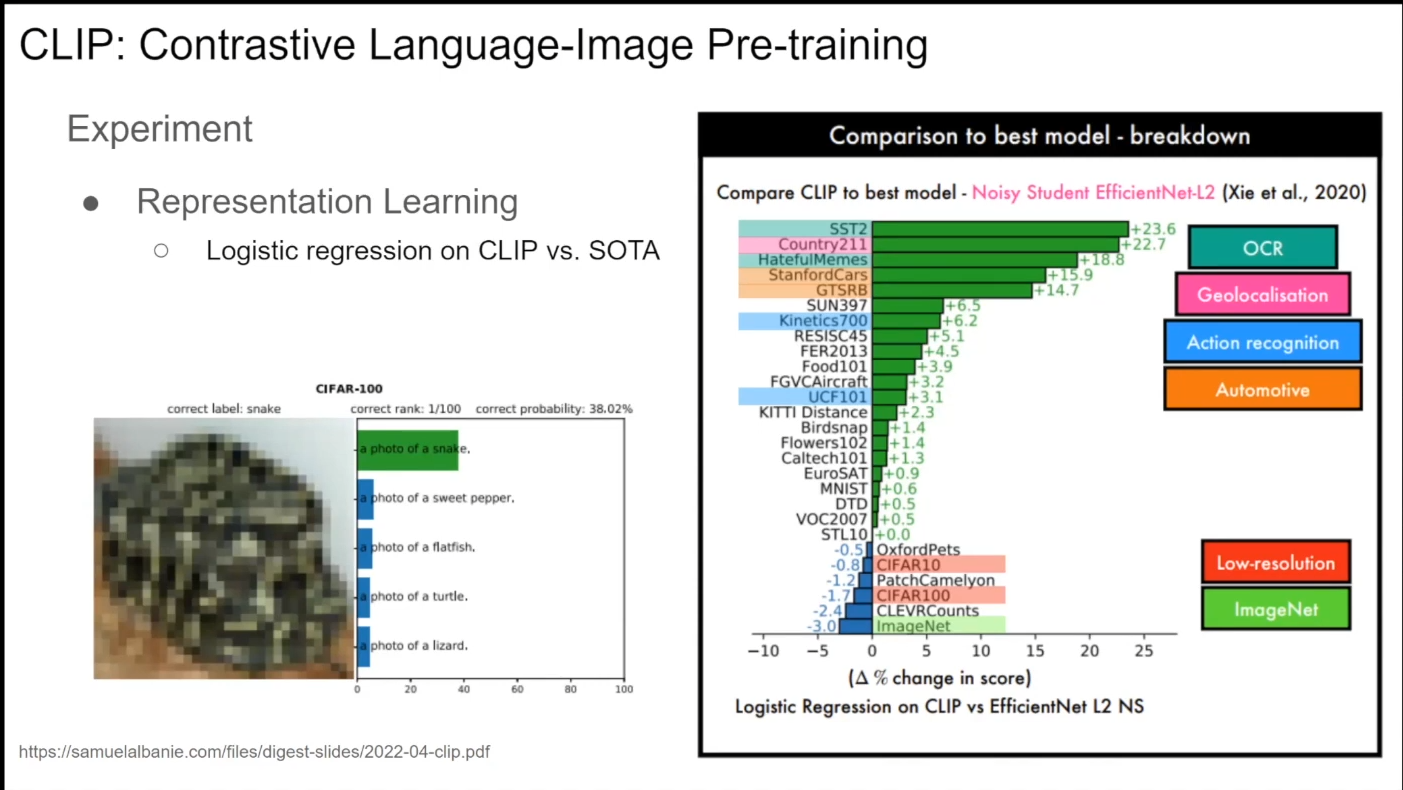 CLIP: Contrastive Language-Image Pre-training
Experiment
● Representation Learning
○ Logistic regression on CLIP vs. SOTA
CIFAR-100
correct label: snake correct rank: 1/100 correct probability: 38.02%
a photo of a snake.
a photo of a sweet pepper.
a photo of a flatfish.
a photo of a turtle.
a photo of a lizard.
0 20 40 60 80 100
https://samuelalbanie.com/files/digest-slides/2022-04-clip.pdf
Comparison to best model - breakdown
Compare CLIP to best model - Noisy Student EfficientNet-L2 (Xie et al., 2020)
SST2 +23.6
Country211 +22.7
HatefulMemes +18.8
StanfordCars +15.9
GTSRB +14.7
SUN397 +6.5
Kinetics700 +6.2
RESISC45 +5.1
FER2013 +4.5
Food101 +3.9
FGVCAircraft +3.2
UCF101 +3.1
KITTI Distance +2.3
Birdsnap +1.4
Flowers102 +1.4
Caltech101 +1.3
EuroSAT +0.9
MNIST +0.6
DTD +0.5
VOC2007 +0.5
STL10 +0.0
-0.5 OxfordPets
-0.8 CIFAR10
-1.2 PatchCamelyon
-1.7 CIFAR100
-2.4 CLEVRCounts
-3.0 ImageNet
−10 −5 0 5 10 15 20 25
(Δ % change in score)
Logistic Regression on CLIP vs EfficientNet L2 NS
OCR
Geolocalisation
Action recognition
Automotive
Low-resolution
ImageNet